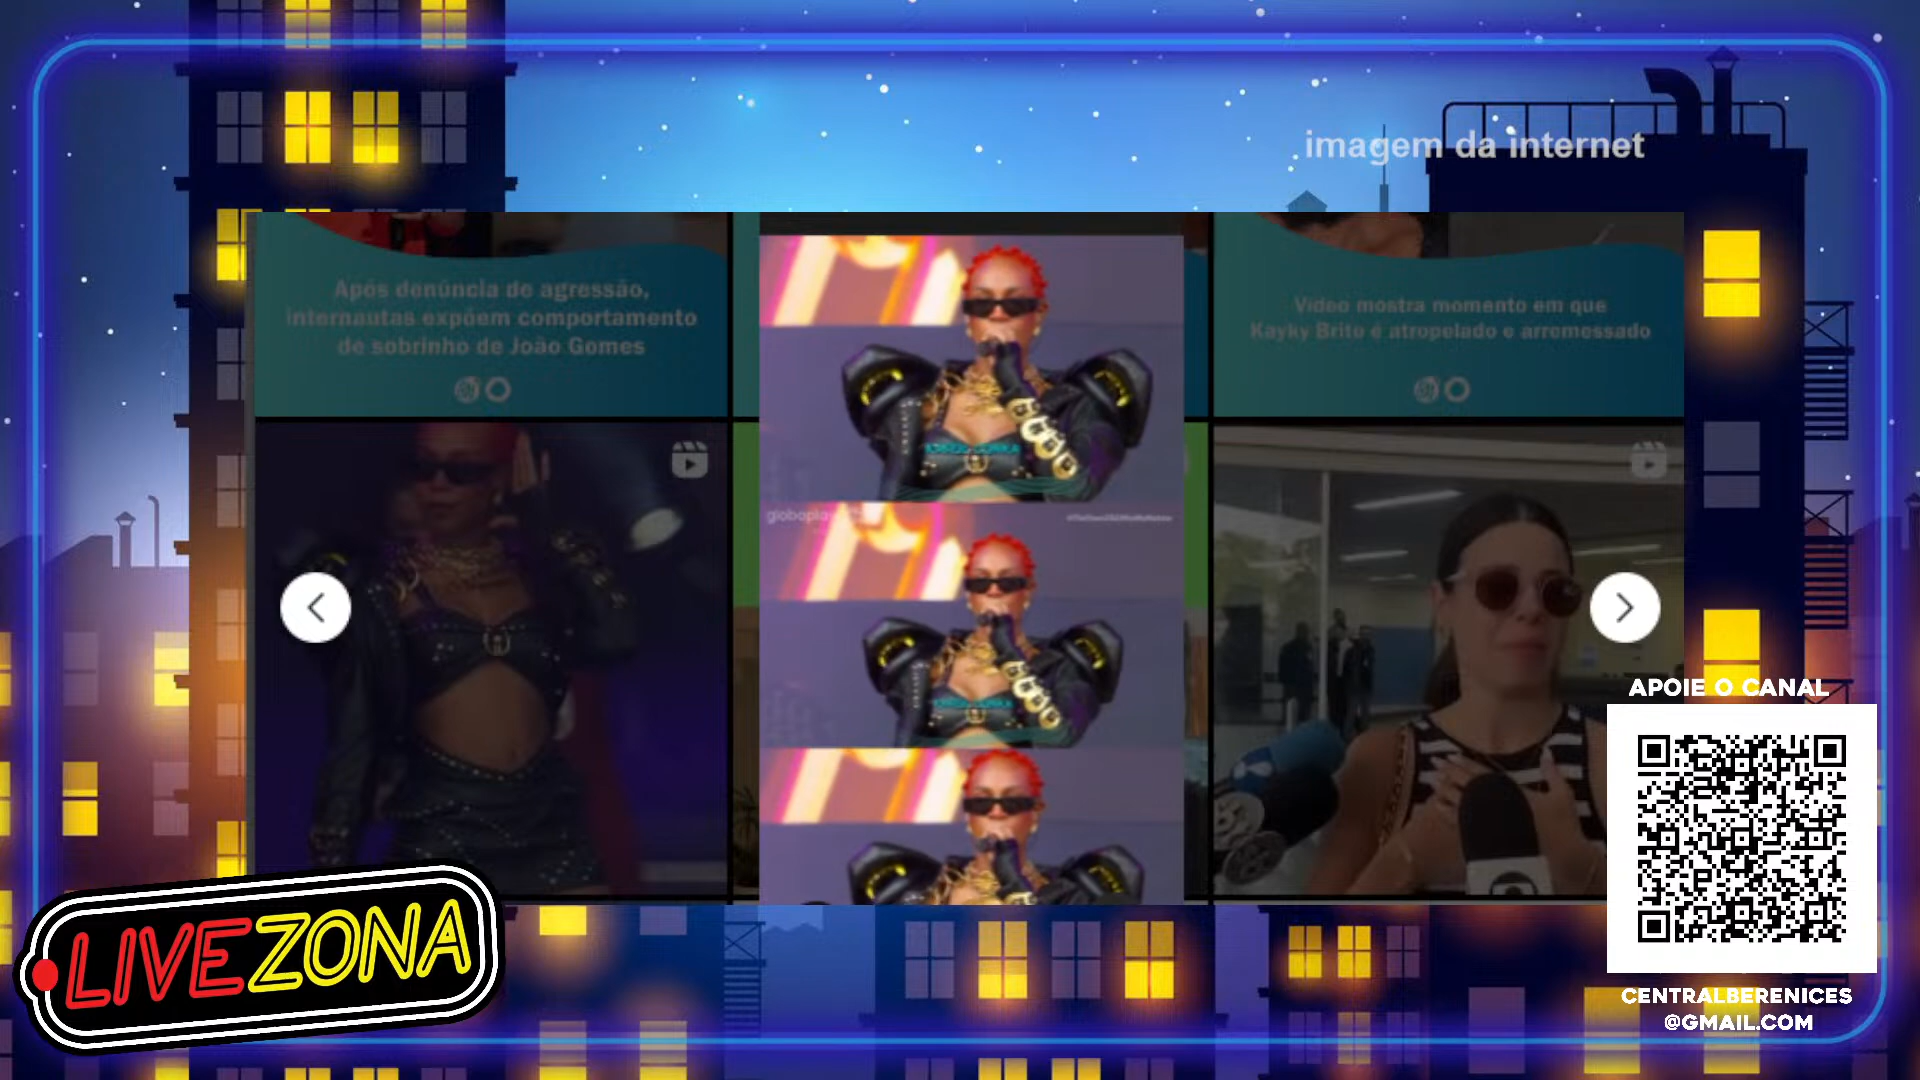 imagem da internet
Após denúncia de agressão,
internautas expõem comportamento
de sobrinho de João Gomes
Vídeo mostra momento em que
Kayky Brito é atropelado e arremessado
globoplay
APOIE O CANAL
LIVEZONA
CENTRALBERENICES
@GMAIL.COM